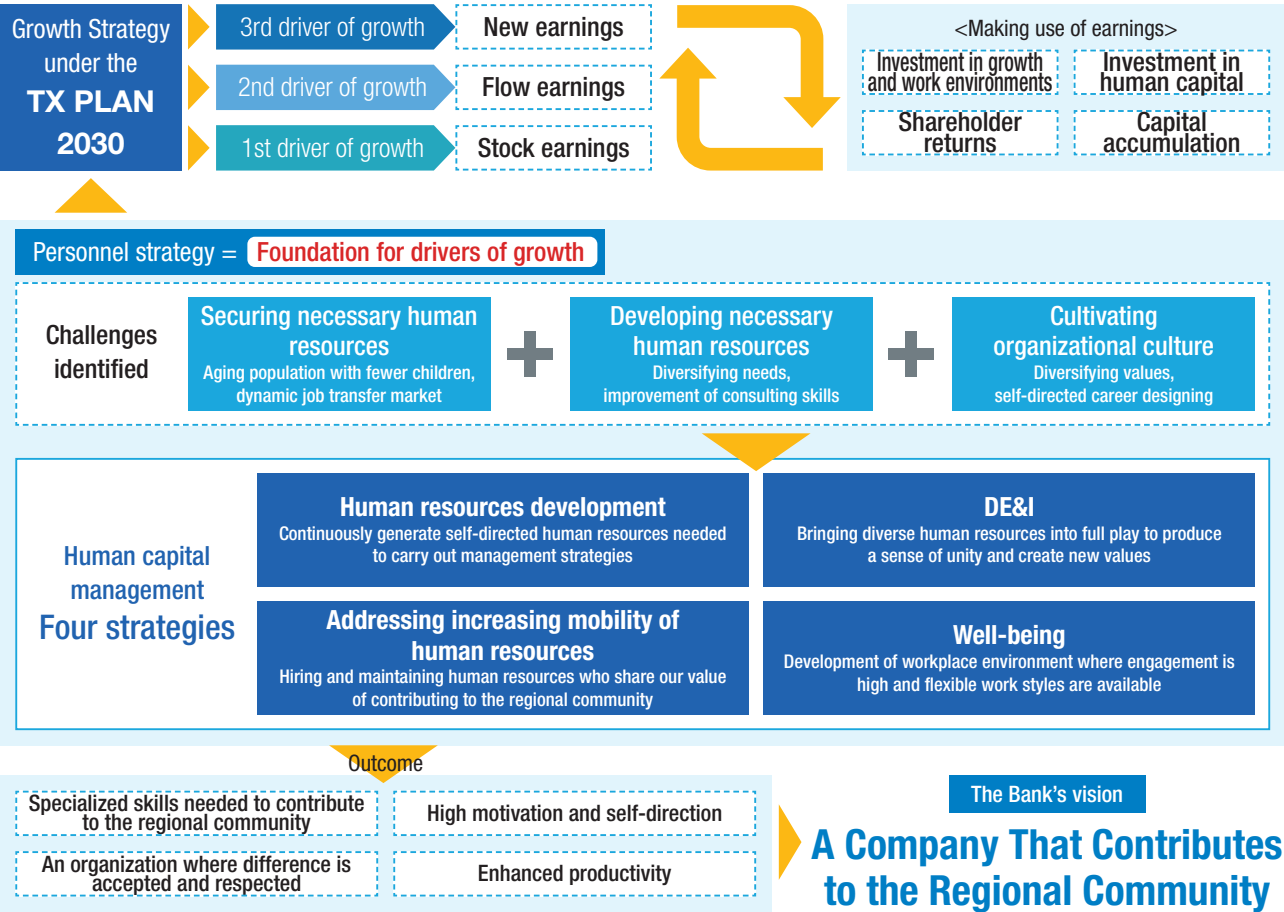 Growth Strategy
under the
TX PLAN
2030
3rd driver of growth
New earnings
2nd driver of growth
Flow earnings
1st driver of growth
Stock earnings
<Making use of earnings>
Investment in growth
and work environments
Investment in
human capital
Shareholder
returns
Capital
accumulation
Personnel strategy = Foundation for drivers of growth
Challenges
identified
Securing necessary human
resources
Aging population with fewer children,
dynamic job transfer market
Developing necessary
human resources
Diversifying needs,
improvement of consulting skills
Cultivating
organizational culture
Diversifying values,
self-directed career designing
Human capital
management
Four strategies
Human resources development
Continuously generate self-directed human resources needed
to carry out management strategies
DE&I
Bringing diverse human resources into full play to produce
a sense of unity and create new values
Addressing increasing mobility of
human resources
Hiring and maintaining human resources who share our value
of contributing to the regional community
Well-being
Development of workplace environment where engagement is
high and flexible work styles are available
Outcome
Specialized skills needed to contribute
to the regional community
High motivation and self-direction
An organization where difference is
accepted and respected
Enhanced productivity
The Bank's vision
A Company That Contributes
to the Regional Community